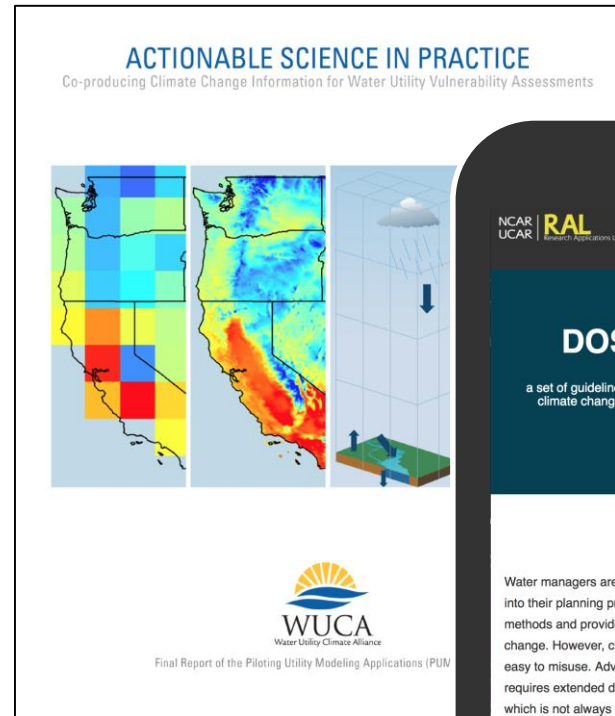 ACTIONABLE SCIENCE IN PRACTICE
Co-producing Climate Change Information for Water Utility Vulnerability Assessments
WUCA
Water Utility Climate Alliance
Final Report of the Piloting Utility Modeling Applications (PUM
NCAR
UCAR
RAL
Research Applications
DOS
a set of guideline
climate chang
Water managers are
into their planning pr
methods and provide
change. However, c
easy to misuse. Adv
requires extended d
which is not always